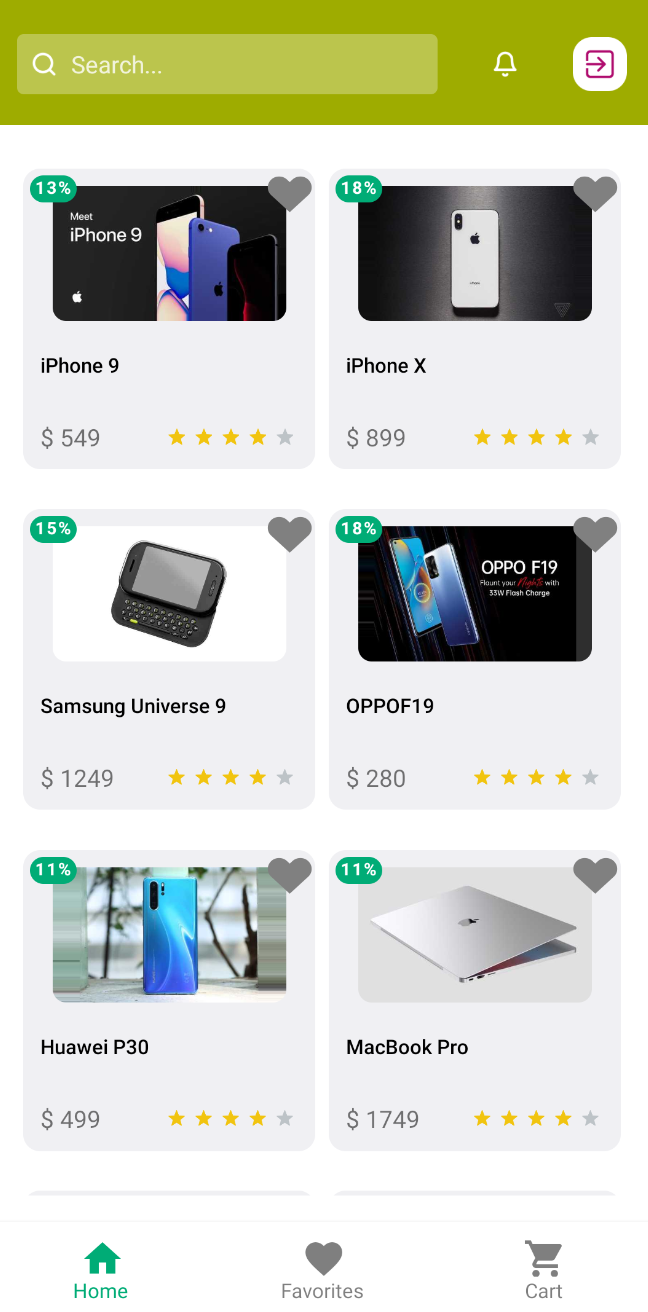 Search...
13%
Meet
iPhone 9
iPhone 9
$ 549
18%
iPhone X
$ 899
15%
Samsung Universe 9
$ 1249
18%
OPPO F19
Flaunt your Nights with
33W Flash Charge
OPPOF19
$ 280
11%
Huawei P30
$ 499
11%
MacBook Pro
$ 1749
Home
Favorites
Cart